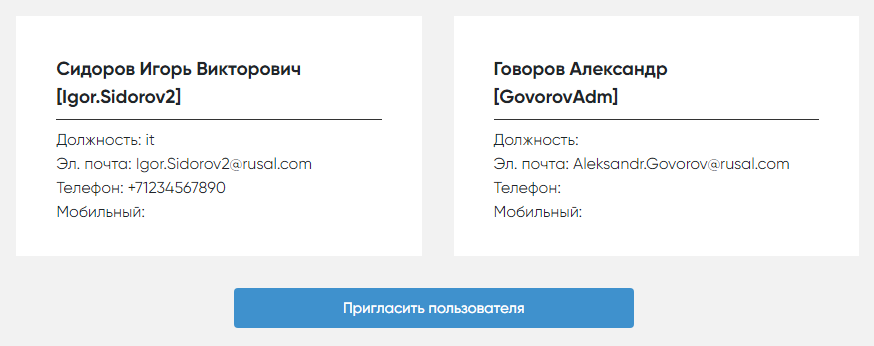 Сидоров Игорь Викторович
[Igor.Sidorov2]
Должность: it
Эл. почта: Igor.Sidorov2@rusal.com
Телефон: +71234567890
Мобильный:
Говоров Александр
[GovorovAdm]
Должность:
Эл. почта: Aleksandr.Govorov@rusal.com
Телефон:
Мобильный:
Пригласить пользователя